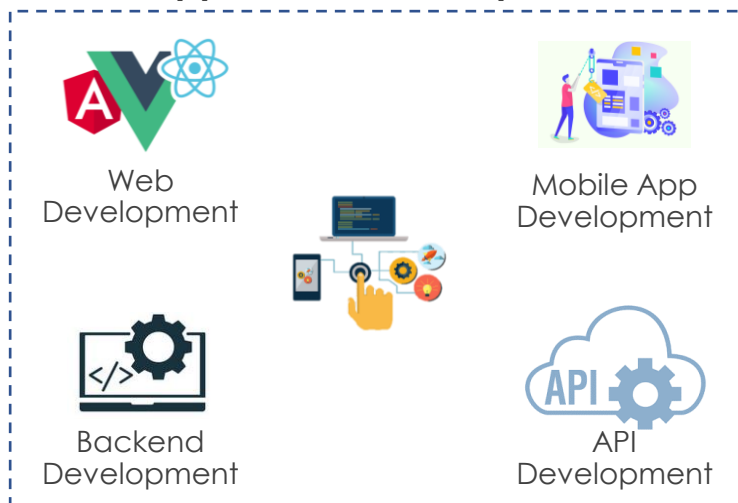 Web
Development
Mobile App
Development
</>
Backend
Development
API
API
Development